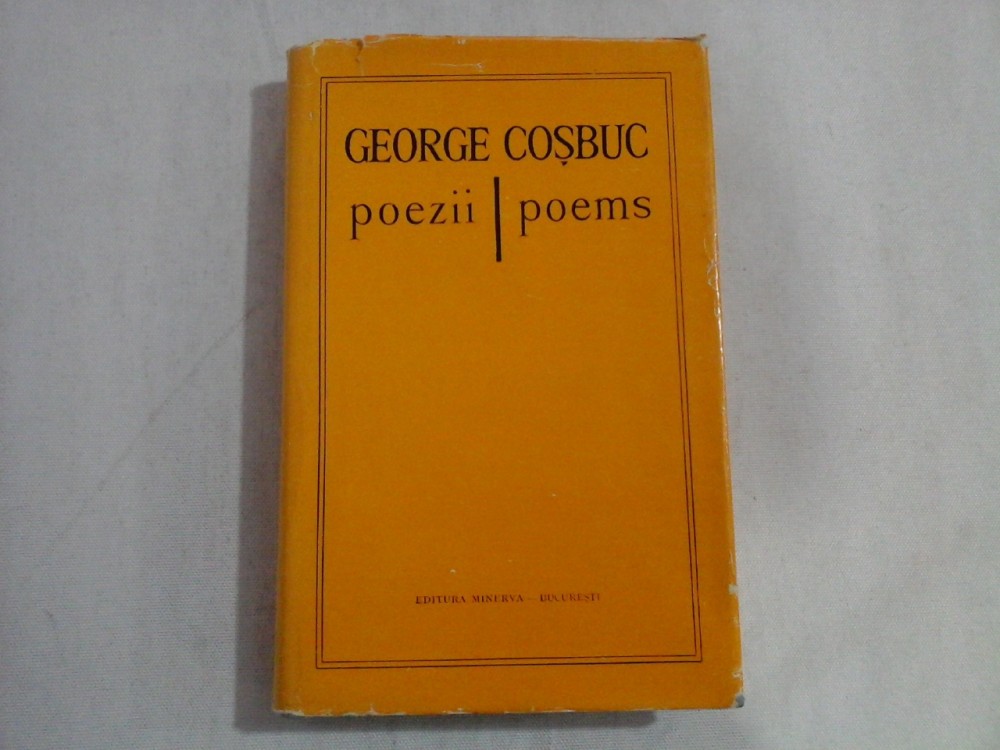 GEORGE COȘBUC
poezii | poems
EDITURA MINERVA – BUCUREȘTI